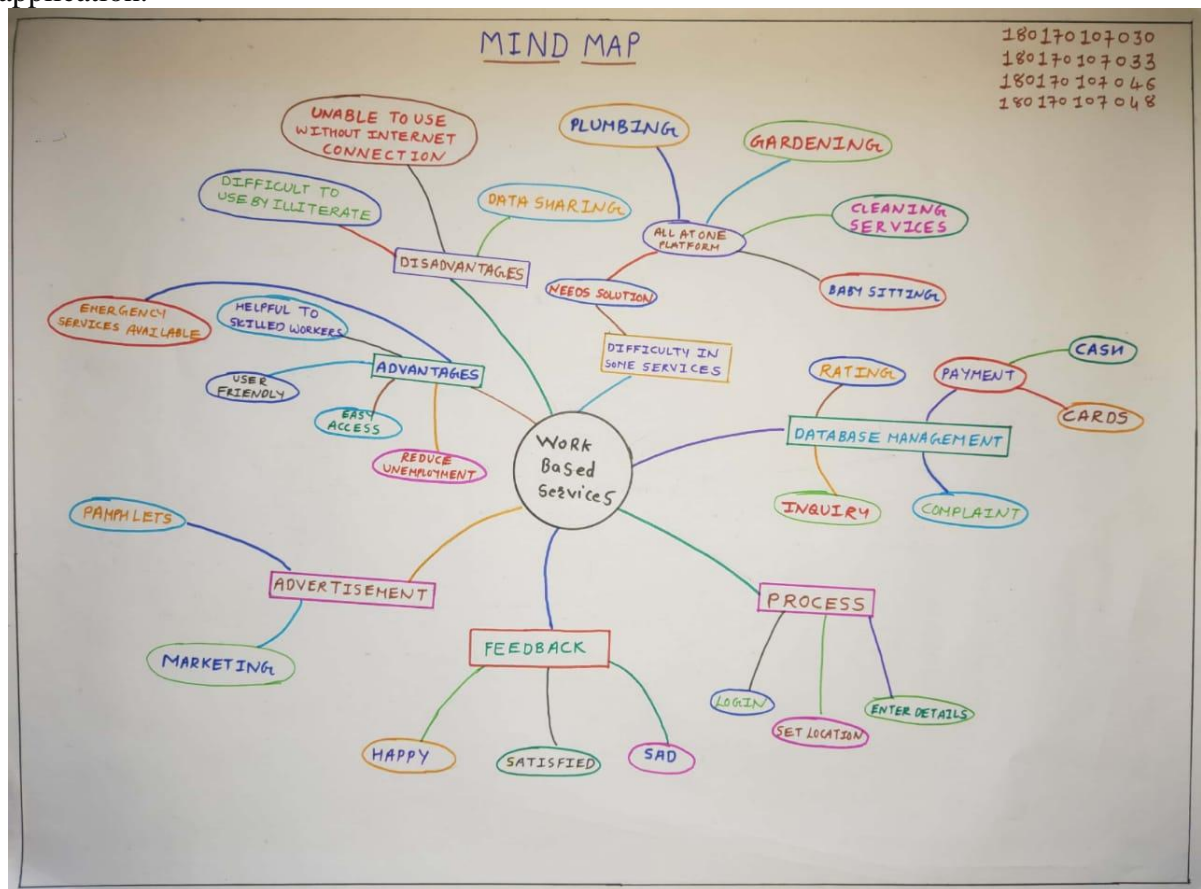 application.
MIND MAP
180170107030
180170107033
180170107046
180170107048
UNABLE TO USE
WITHOUT INTERNET
CONNECTION
DIFFICULT TO
USE BY ILLITERATE
DATA SHARING
DISADVANTAGES
PLUMBING
GARDENING
CLEANING
SERVICES
ALL AT ONE
PLATFORM
BABY SITTING
NEEDS SOLUTION
DIFFICULTY IN
SOME SERVICES
EMERGENCY
SERVICES AVAILABLE
HELPFUL TO
SKILLED WORKERS
ADVANTAGES
USER
FRIENDLY
EASY
ACCESS
REDUCE
UNEMPLOYMENT
RATING
PAYMENT
CASH
CARDS
DATABASE MANAGEMENT
INQUIRY
COMPLAINT
WORK
Based
Services
PAMPHLETS
ADVERTISEMENT
MARKETING
FEEDBACK
HAPPY
SATISFIED
SAD
PROCESS
LOGIN
SET LOCATION
ENTER DETAILS